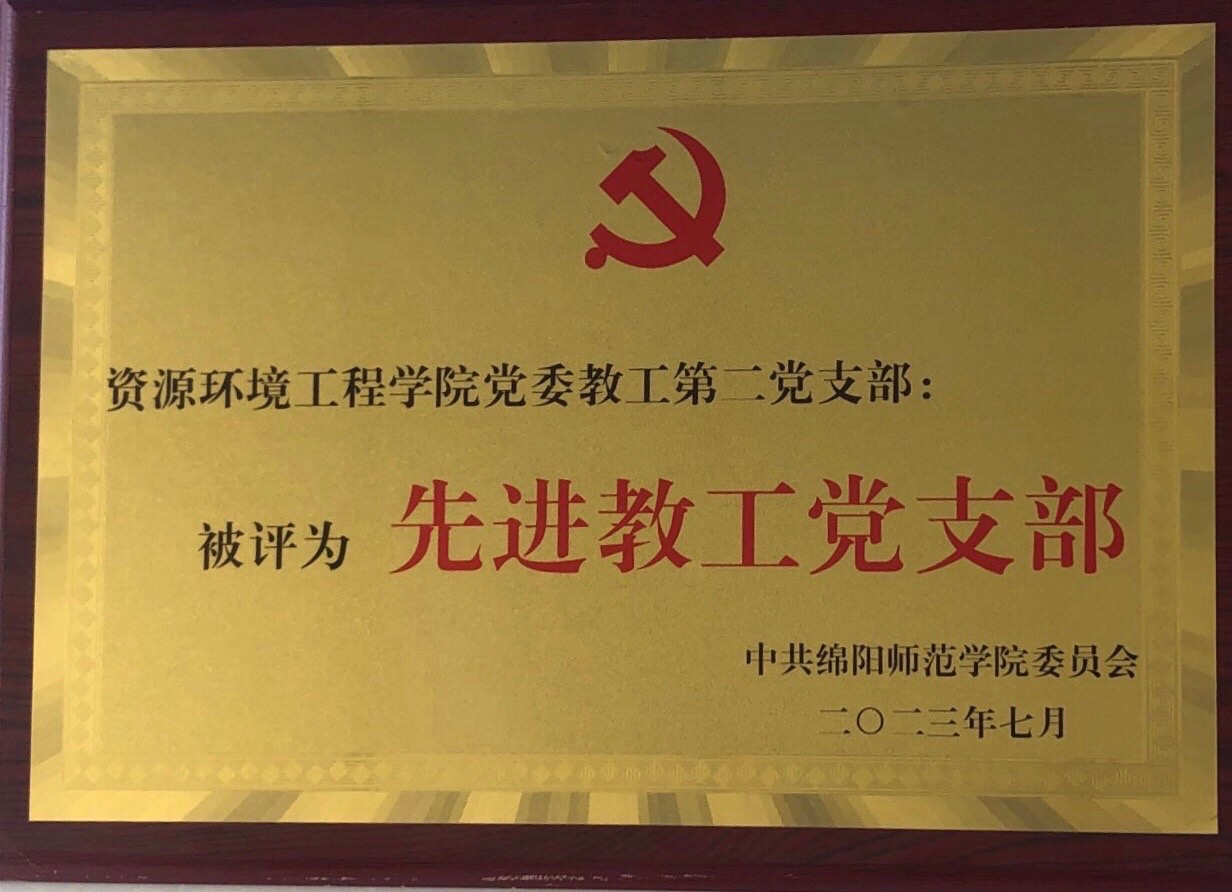 资源环境工程学院党委教工第二党支部：
被评为 先进教工党支部
中共绵阳师范学院委员会
二〇二三年七月